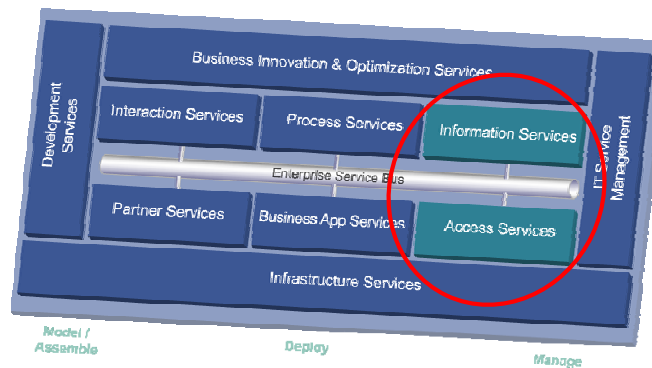 Business Innovation & Optimization Services
Development
Services
Interaction Services
Process Services
Information Services
IT Service
Management
Enterprise Service Bus
Partner Services
Business App Services
Access Services
Infrastructure Services
Model /
Assemble
Deploy
Manage